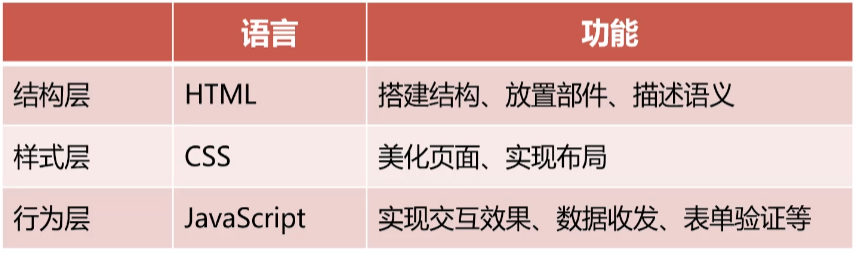 语言 功能
结构层 HTML 搭建结构、放置部件、描述语义
样式层 CSS 美化页面、实现布局
行为层 JavaScript 实现交互效果、数据收发、表单验证等